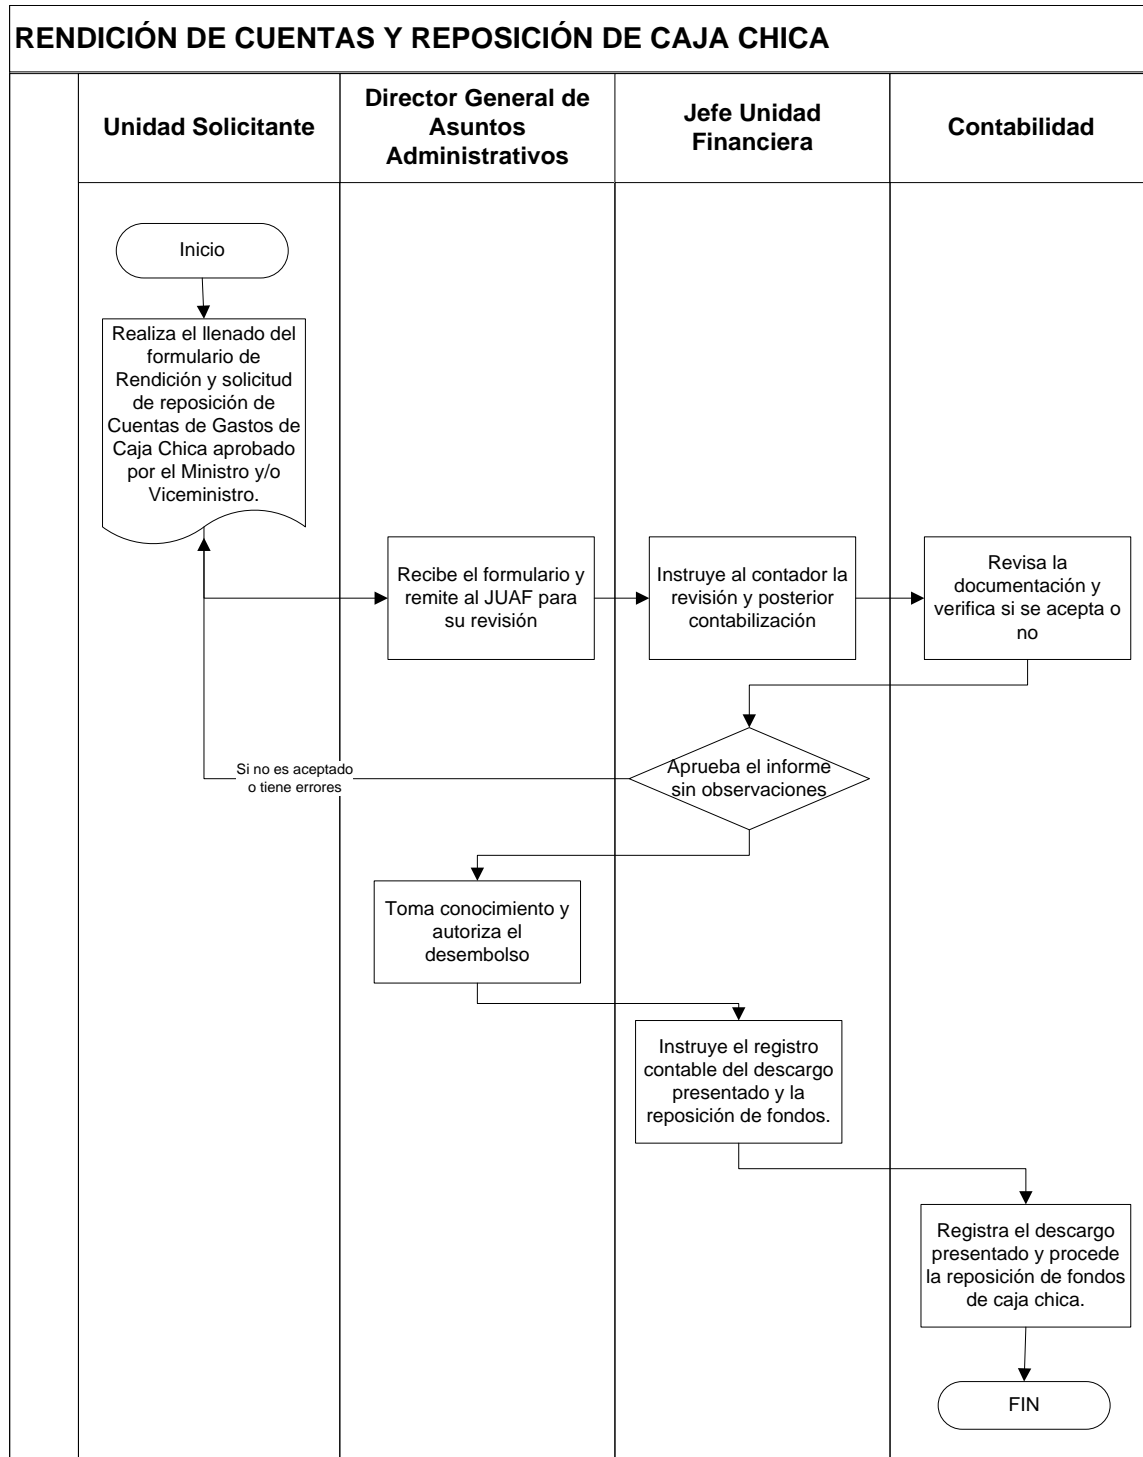 RENDICIÓN DE CUENTAS Y REPOSICIÓN DE CAJA CHICA
Unidad Solicitante
Director General de
Asuntos
Administrativos
Jefe Unidad
Financiera
Contabilidad
Inicio
Realiza el llenado del
formulario de
Rendición y solicitud
de reposición de
Cuentas de Gastos de
Caja Chica aprobado
por el Ministro y/o
Viceministro.
Recibe el formulario y
remite al JUAF para
su revisión
Instruye al contador la
revisión y posterior
contabilización
Revisa la
documentación y
verifica si se acepta o
no
Aprueba el informe
sin observaciones
Si no es aceptado
o tiene errores
Toma conocimiento y
autoriza el
desembolso
Instruye el registro
contable del descargo
presentado y la
reposición de fondos.
Registra el descargo
presentado y procede
la reposición de fondos
de caja chica.
FIN